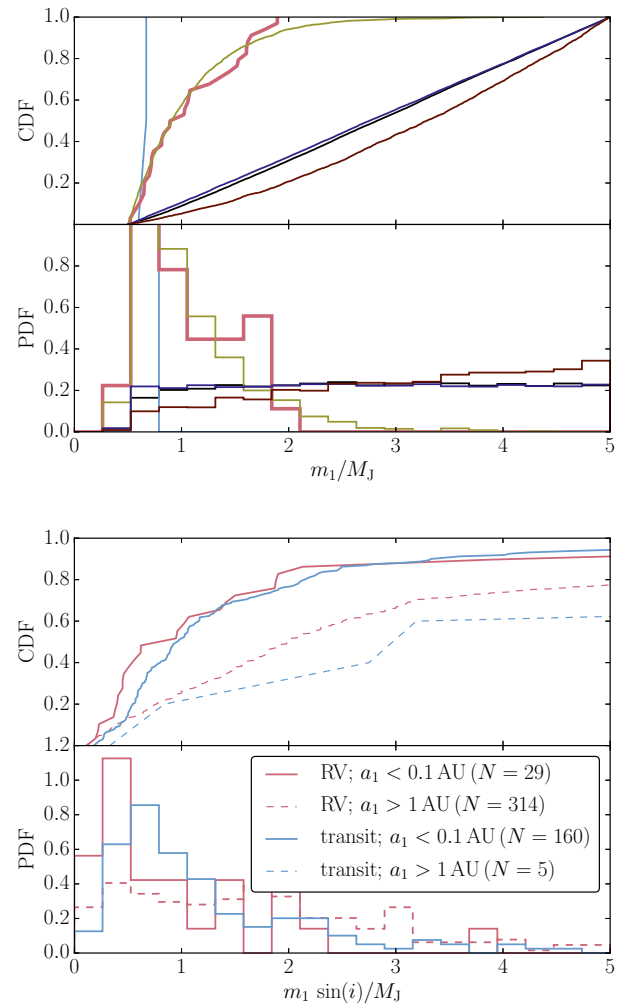 1.0
0.8
0.6
0.4
0.2
CDF
0.8
0.6
0.4
0.2
0.0
PDF
0 1 2 3 4 5
m₁/M_J
1.0
0.8
0.6
0.4
0.2
CDF
1.2
1.0
0.8
0.6
0.4
0.2
0.0
PDF
RV; a₁ < 0.1 AU (N = 29)
RV; a₁ > 1 AU (N = 314)
transit; a₁ < 0.1 AU (N = 160)
transit; a₁ > 1 AU (N = 5)
0 1 2 3 4 5
m₁ sin(i)/M_J